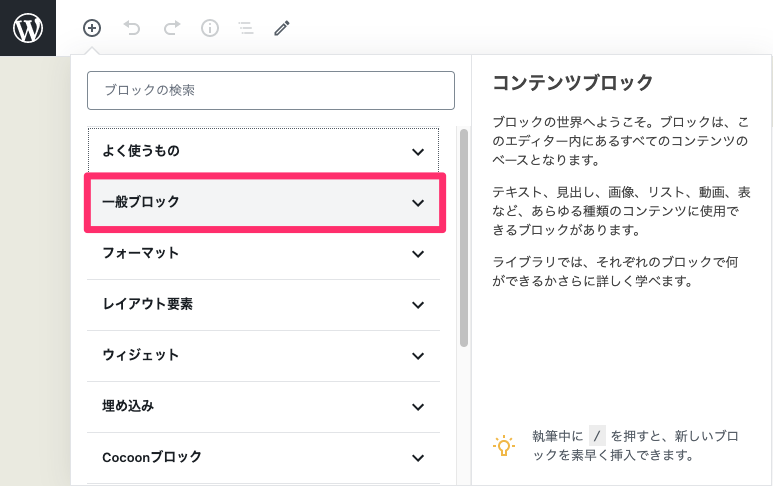 ブロックの検索
よく使うもの
一般ブロック
フォーマット
レイアウト要素
ウィジェット
埋め込み
Cocoonブロック
コンテンツブロック
ブロックの世界へようこそ。ブロックは、こ
のエディター内にあるすべてのコンテンツの
ベースとなります。
テキスト、見出し、画像、リスト、動画、表
など、あらゆる種類のコンテンツに使用で
きるブロックがあります。
ライブラリでは、それぞれのブロックで何
ができるかさらに詳しく学べます。
執筆中に / を押すと、新しいブロ
ックを素早く挿入できます。